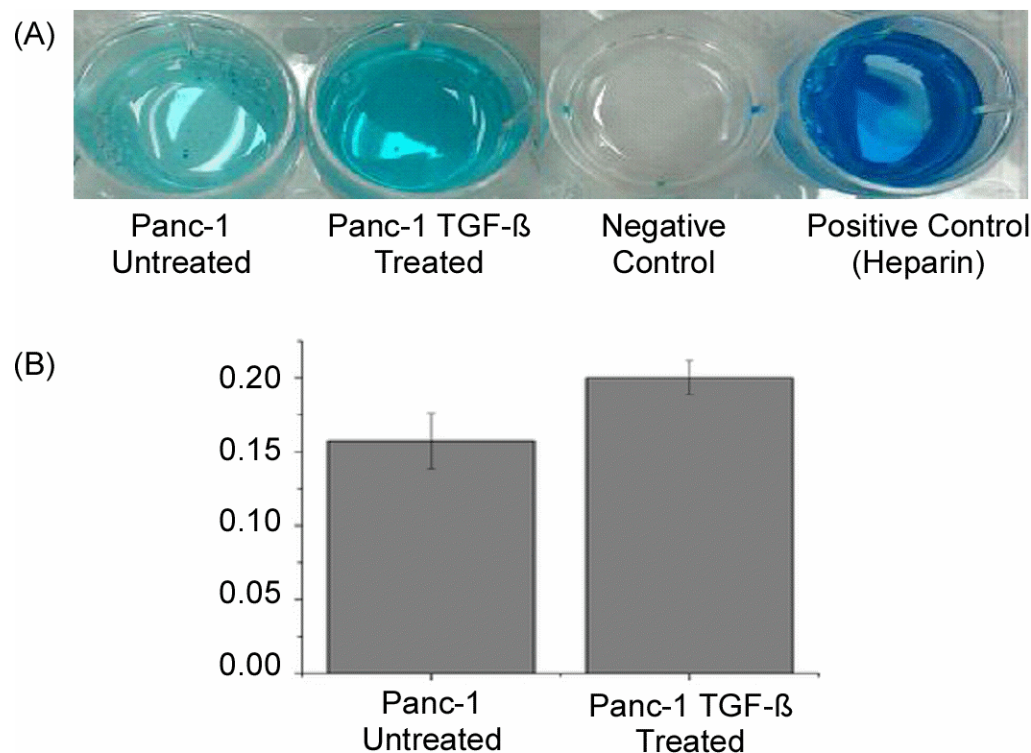 (A)
Panc-1
Untreated
Panc-1 TGF-ß
Treated
Negative
Control
Positive Control
(Heparin)
(B)
0.20
0.15
0.10
0.05
0.00
Panc-1
Untreated
Panc-1 TGF-ß
Treated